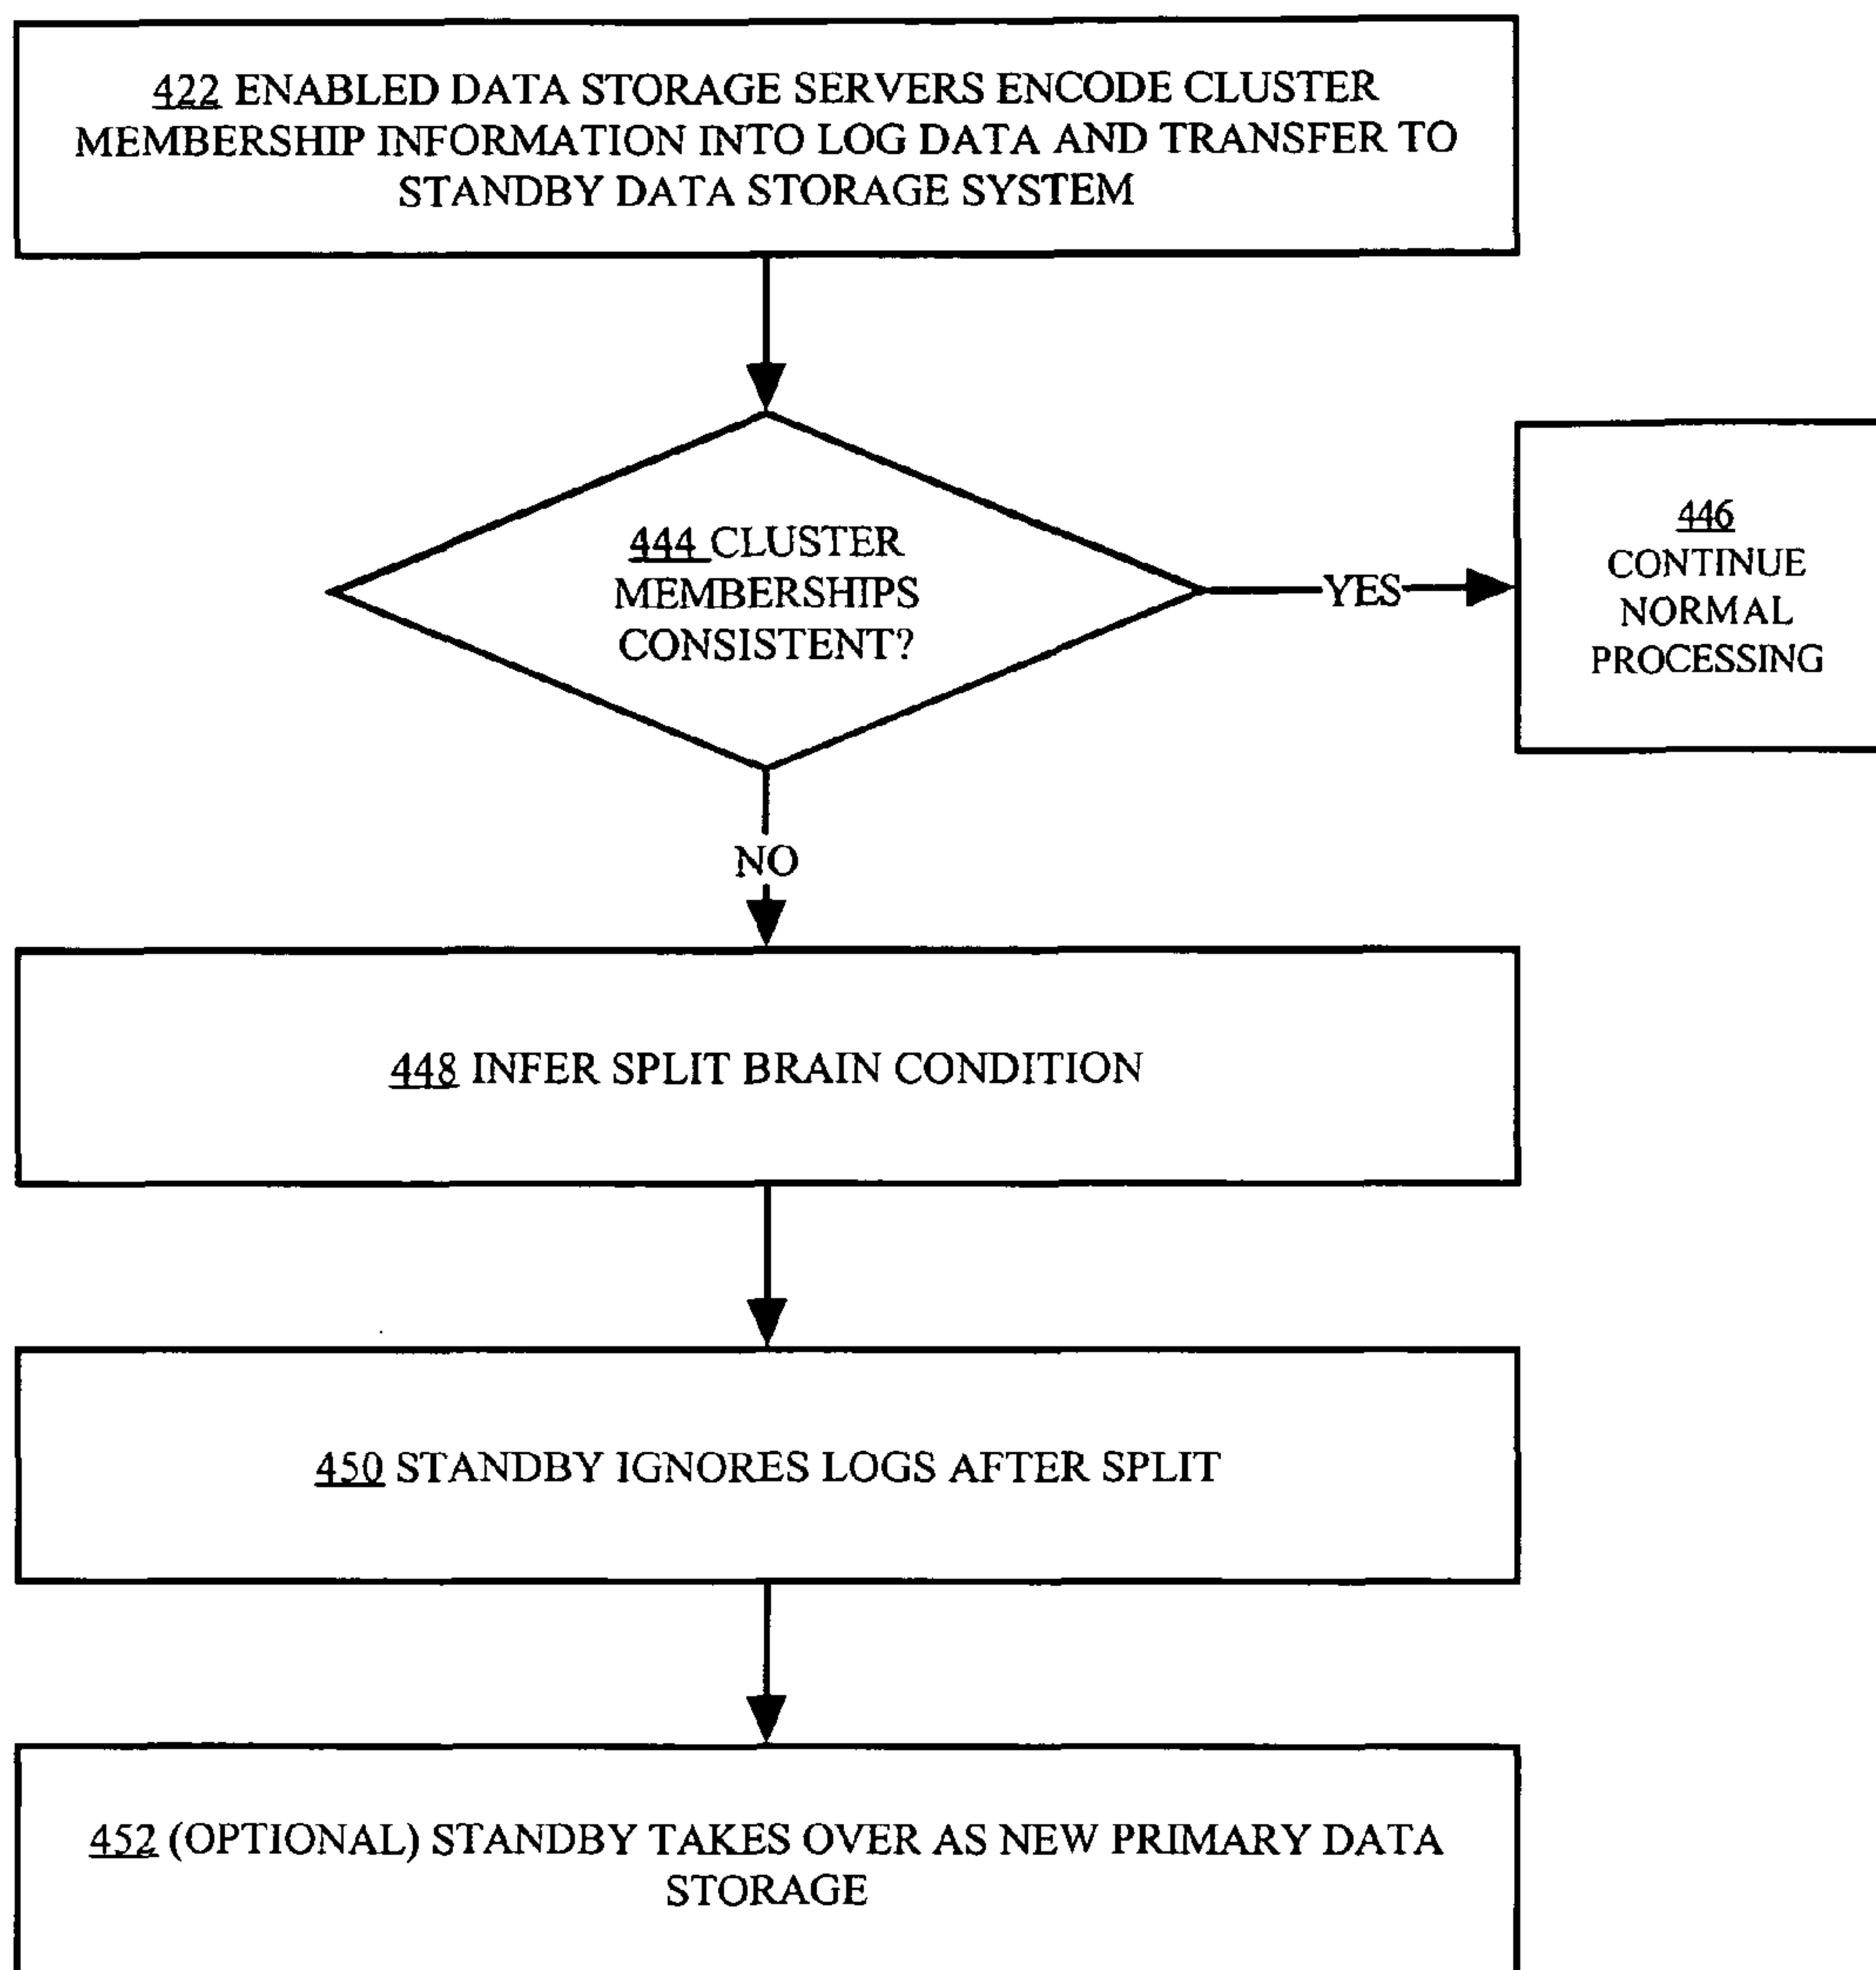 422 ENABLED DATA STORAGE SERVERS ENCODE CLUSTER
MEMBERSHIP INFORMATION INTO LOG DATA AND TRANSFER TO
STANDBY DATA STORAGE SYSTEM
444 CLUSTER
MEMBERSHIPS
CONSISTENT?
YES
446
CONTINUE
NORMAL
PROCESSING
NO
448 INFER SPLIT BRAIN CONDITION
450 STANDBY IGNORES LOGS AFTER SPLIT
452 (OPTIONAL) STANDBY TAKES OVER AS NEW PRIMARY DATA
STORAGE